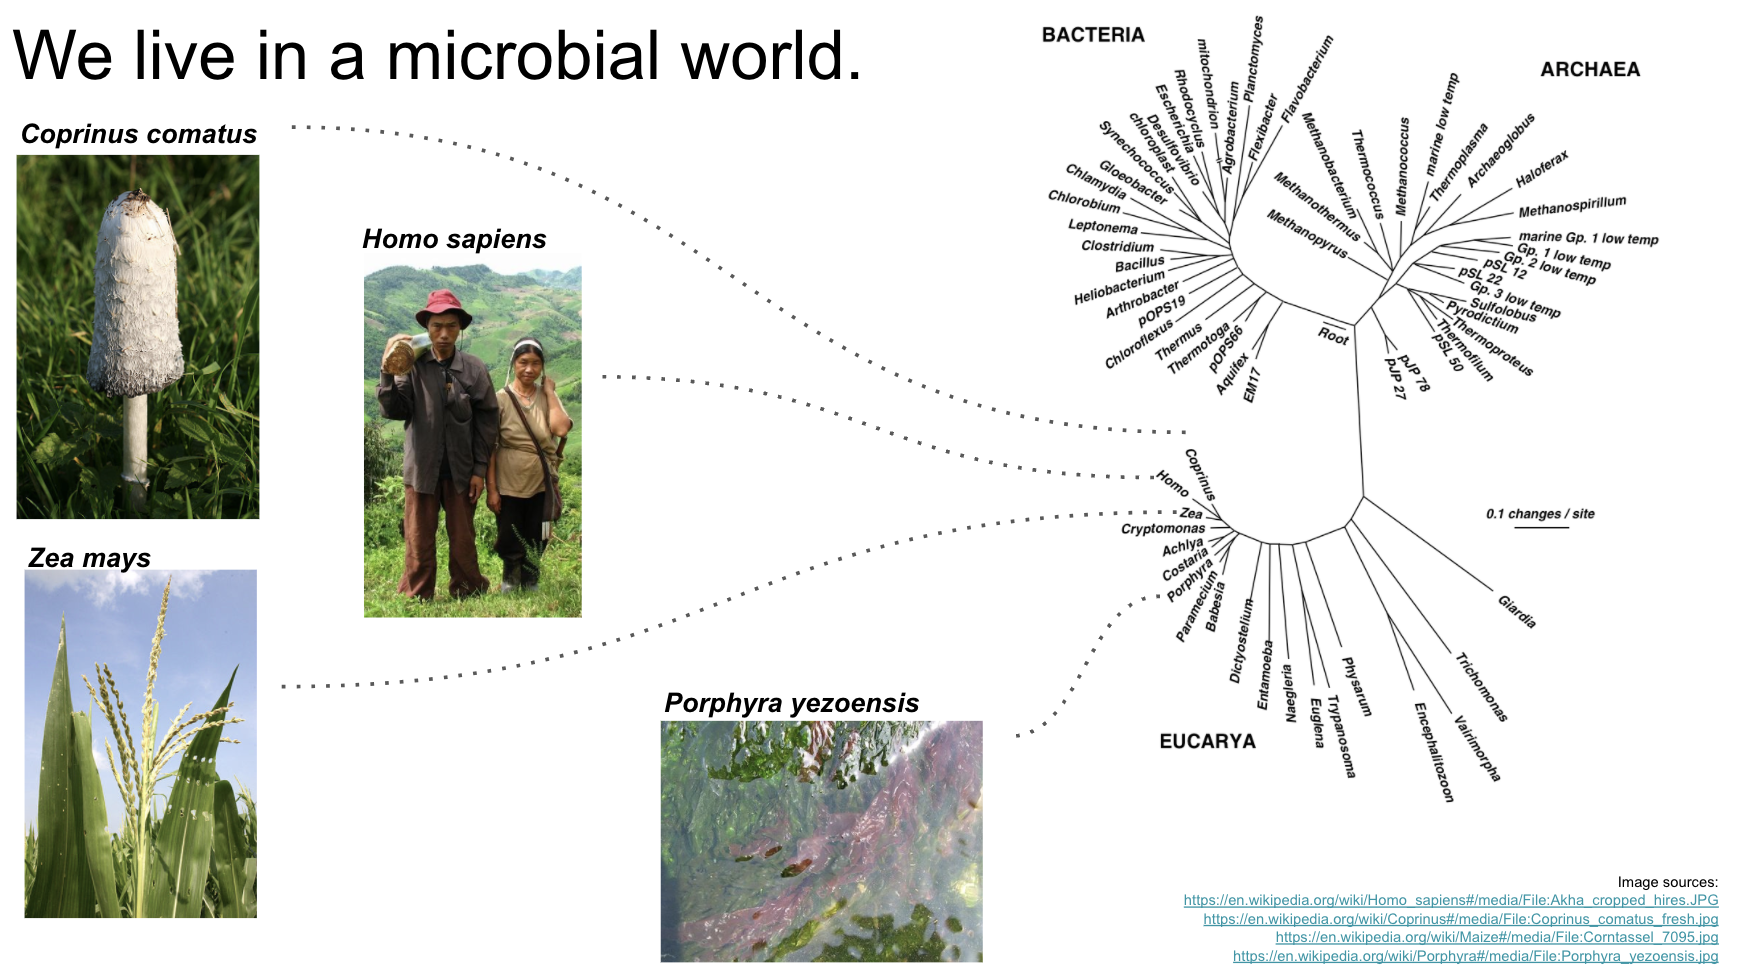 We live in a microbial world.
Coprinus comatus
Homo sapiens
Zea mays
Porphyra yezoensis
BACTERIA
mitochondrion
Rhodocyclus
Escherichia
Desulfovibrio
chloroplast
Synechococcus
Gloeobacter
Chlamydia
Chlorobium
Leptonema
Clostridium
Bacillus
Heliobacterium
Arthrobacter
pOPS19
Chloroflexus
Thermus
Thermotoga
pOPS66
Aquifex
EM17
Agrobacterium
Planctomyces
Flexibacter
Flavobacterium
ARCHAEA
Methanobacterium
Methanothermus
Methanopyrus
Thermococcus
Methanococcus
marine low temp
Thermoplasma
Archaeoglobus
Haloferax
Methanospirillum
marine Gp. 1 low temp
Gp. 1 low temp
Gp. 2 low temp
pSL 12
pSL 22
Gp. 3 low temp
Sulfolobus
Pyrodictium
Thermoproteus
Thermofilum
pSL 50
pJP 78
pJP 27
Root
Coprinus
Homo
Zea
Cryptomonas
Achlya
Costaria
Porphyra
Paramecium
Babesia
Dictyostelium
Entamoeba
Naegleria
Euglena
Trypanosoma
Physarum
Encephalitozoon
Vairimorpha
Trichomonas
Giardia
EUCARYA
0.1 changes / site
Image sources:
https://en.wikipedia.org/wiki/Homo_sapiens#/media/File:Akha_cropped_hires.JPG
https://en.wikipedia.org/wiki/Coprinus#/media/File:Coprinus_comatus_fresh.jpg
https://en.wikipedia.org/wiki/Maize#/media/File:Corntassel_7095.jpg
https://en.wikipedia.org/wiki/Porphyra#/media/File:Porphyra_yezoensis.jpg